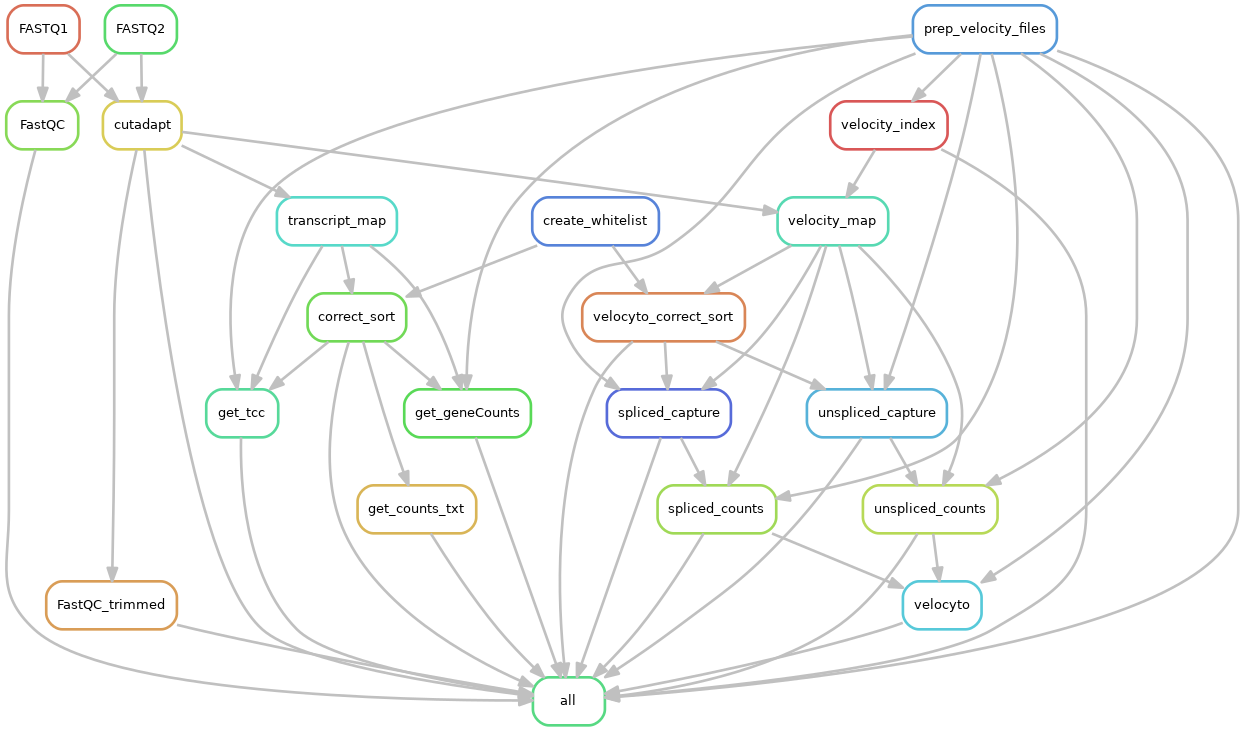 FASTQ1
FASTQ2
prep_velocity_files
FastQC
cutadapt
velocity_index
transcript_map
create_whitelist
velocity_map
correct_sort
velocyto_correct_sort
get_tcc
get_geneCounts
spliced_capture
unspliced_capture
get_counts_txt
spliced_counts
unspliced_counts
FastQC_trimmed
velocyto
all